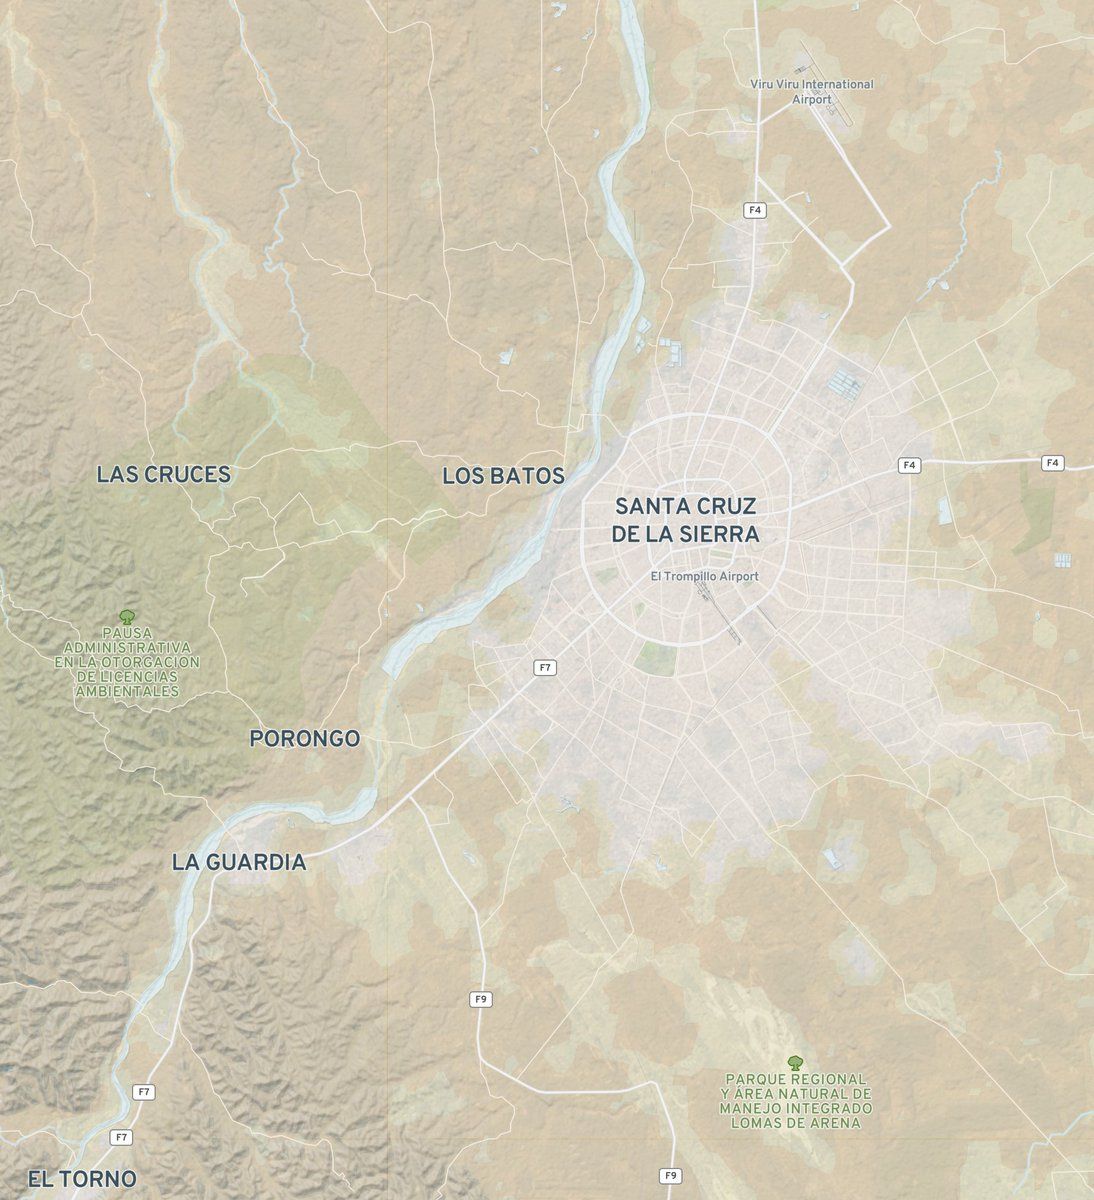 Viru Viru International
Airport
F4
F4
F4
LAS CRUCES
LOS BATOS
SANTA CRUZ
DE LA SIERRA
El Trompillo Airport
PAUSA
ADMINISTRATIVA
EN LA OTORGACION
DE LICENCIAS
AMBIENTALES
F7
PORONGO
LA GUARDIA
F9
PARQUE REGIONAL
Y ÁREA NATURAL DE
MANEJO INTEGRADO
LOMAS DE ARENA
F7
F7
F9
EL TORNO